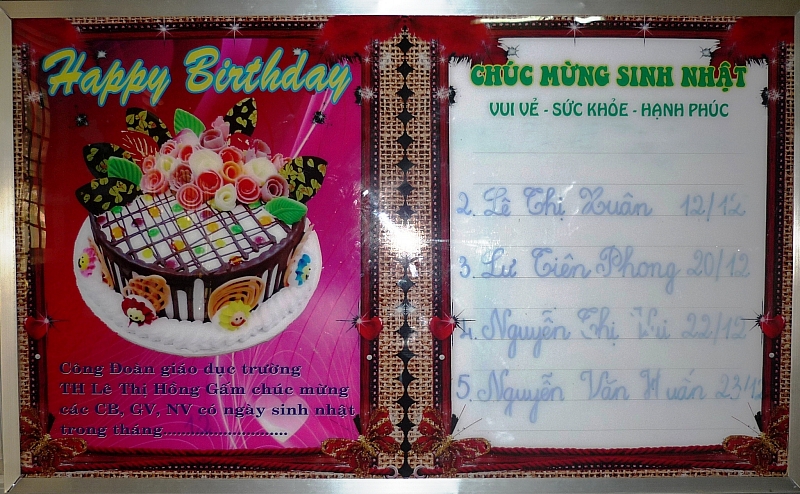 Happy Birthday
Công Đoàn giáo dục trường
TH Lê Thị Hồng Gấm chúc mừng
các CB, GV, NV có ngày sinh nhật
trong tháng..........................
CHÚC MỪNG SINH NHẬT
VUI VẺ - SỨC KHỎE - HẠNH PHÚC
2. Lê Thị Xuân 12/12
3. Lư Tiên Phong 20/12
4. Nguyễn Thị 22/12
5. Nguyễn Văn Huấn 23/12